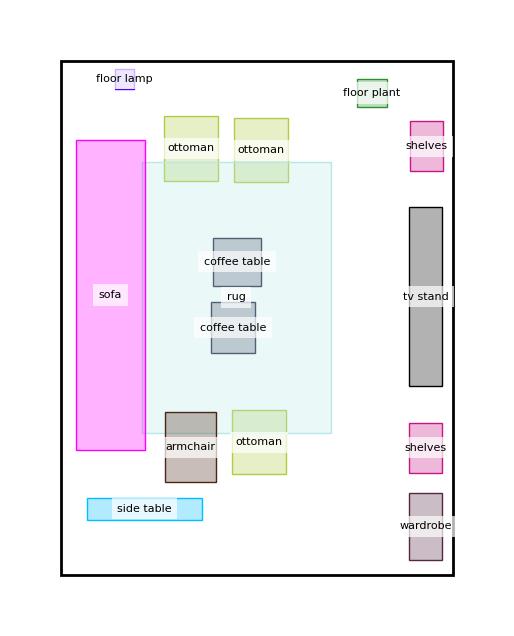 floor lamp
floor plant
shelves
ottoman
ottoman
coffee table
sofa
rug
tv stand
coffee table
ottoman
armchair
shelves
side table
wardrobe